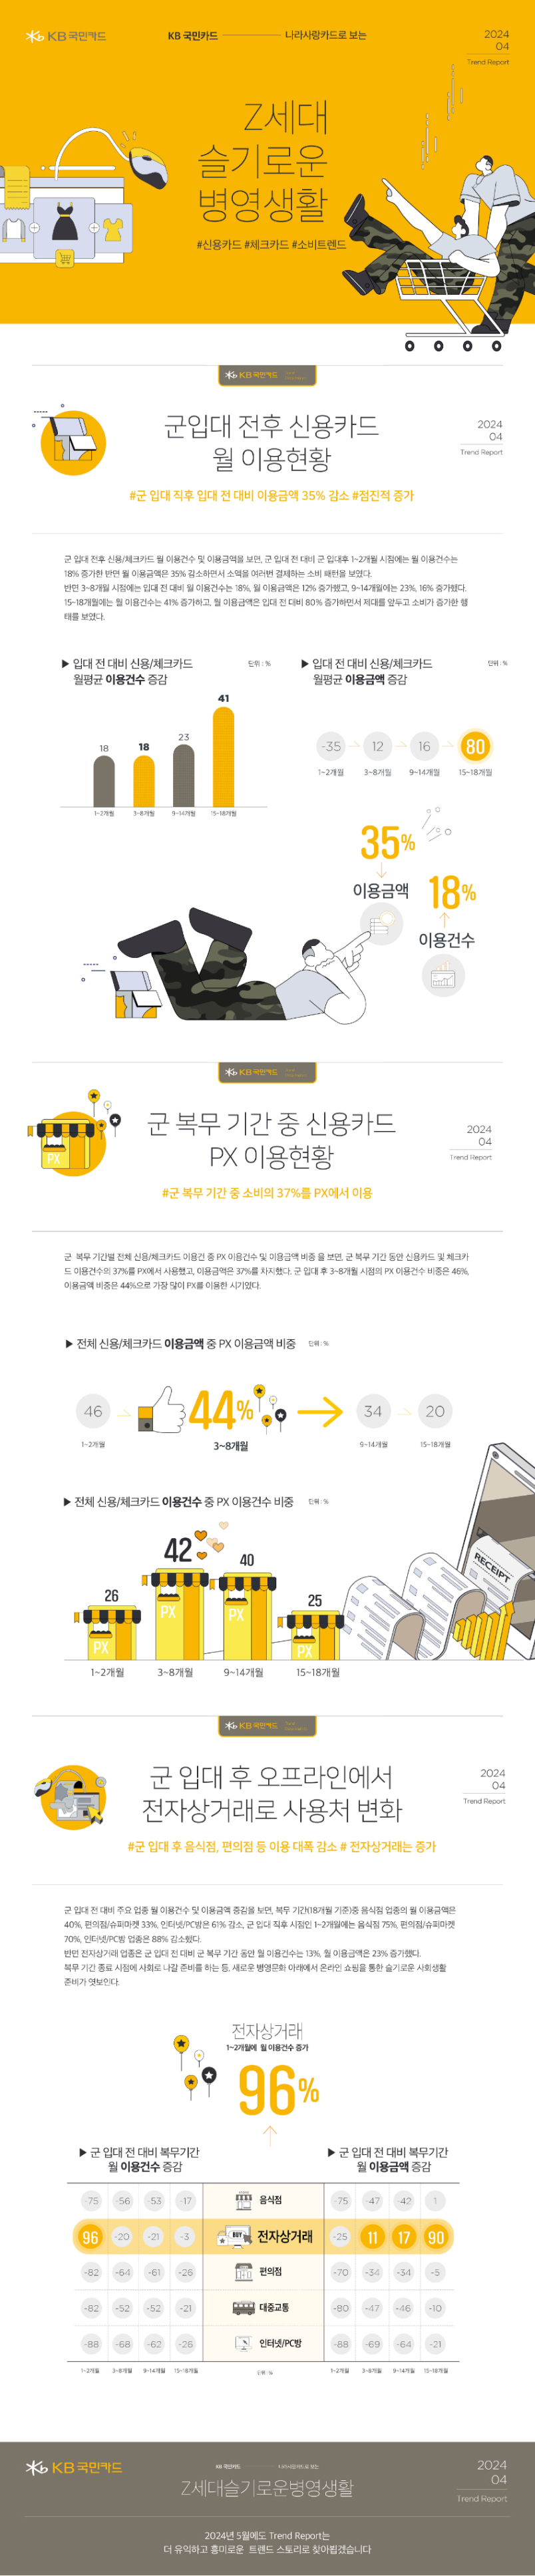 KB 국민카드
KB 국민카드 나라사랑카드로 보는
2024
04
Trend Report
Z세대
슬기로운
병영생활
#신용카드 #체크카드 #소비트렌드
KB 국민카드
군입대 전후 신용카드
월 이용현황
2024
04
Trend Report
#군 입대 직후 입대 전 대비 이용금액 35% 감소 #점진적 증가
군 입대 전후 신용/체크카드 월 이용건수 및 이용금액을 보면, 군 입대 전 대비 군 입대후 1~2개월 시점에는 월 이용건수는
18% 증가한 반면 월 이용금액은 35% 감소하면서 소액을 여러번 결제하는 소비 패턴을 보였다.
반면 3~8개월 시점에는 입대 전 대비 월 이용건수는 18%, 월 이용금액은 12% 증가했고, 9~14개월에는 23%, 16% 증가했다.
15~18개월에는 월 이용건수는 41% 증가하고, 월 이용금액은 입대 전 대비 80% 증가하면서 제대를 앞두고 소비가 증가한 행
태를 보였다.
▶ 입대 전 대비 신용/체크카드
월평균 이용건수 증감
단위 : %
18
18
23
41
1~2개월
3~8개월
9~14개월
15~18개월
▶ 입대 전 대비 신용/체크카드
월평균 이용금액 증감
단위 : %
-35
12
16
80
1~2개월
3~8개월
9~14개월
15~18개월
35%
이용금액
18%
이용건수
KB 국민카드
군 복무 기간 중 신용카드
PX 이용현황
2024
04
Trend Report
#군 복무 기간 중 소비의 37%를 PX에서 이용
PX
군 복무 기간별 전체 신용/체크카드 이용건 중 PX 이용건수 및 이용금액 비중 을 보면, 군 복무 기간 동안 신용카드 및 체크카
드 이용건수의 37%를 PX에서 사용했고, 이용금액은 37%를 차지했다. 군 입대 후 3~8개월 시점의 PX 이용건수 비중은 46%,
이용금액 비중은 44%으로 가장 많이 PX를 이용한 시기였다.
▶ 전체 신용/체크카드 이용금액 중 PX 이용금액 비중
단위 : %
46
44%
34
20
1~2개월
3~8개월
9~14개월
15~18개월
▶ 전체 신용/체크카드 이용건수 중 PX 이용건수 비중
단위 : %
26
42
40
25
PX
PX
PX
PX
RECEIPT
1~2개월
3~8개월
9~14개월
15~18개월
KB 국민카드
군 입대 후 오프라인에서
전자상거래로 사용처 변화
2024
04
Trend Report
#군 입대 후 음식점, 편의점 등 이용 대폭 감소 # 전자상거래는 증가
군 입대 전 대비 주요 업종 월 이용건수 및 이용금액 증감을 보면, 복무 기간(18개월 기준)중 음식점 업종의 월 이용금액은
40%, 편의점/슈퍼마켓 33%, 인터넷/PC방은 61% 감소, 군 입대 직후 시점인 1~2개월에는 음식점 75%, 편의점/슈퍼마켓
70%, 인터넷/PC방 업종은 88% 감소했다.
반면 전자상거래 업종은 군 입대 전 대비 군 복무 기간 동안 월 이용건수는 13%, 월 이용금액은 23% 증가했다.
복무 기간 종료 시점에 사회로 나갈 준비를 하는 등, 새로운 병영문화 아래에서 온라인 쇼핑을 통한 슬기로운 사회생활
준비가 엿보인다.
전자상거래
1~2개월에 월 이용건수 증가
96%
▶ 군 입대 전 대비 복무기간
월 이용건수 증감
▶ 군 입대 전 대비 복무기간
월 이용금액 증감
-75 -56 -53 -17 음식점 -75 -47 -42 1
96 -20 -21 -3 BUY 전자상거래 -25 11 17 90
-82 -64 -61 -26 편의점 -70 -34 -34 -5
-82 -52 -52 -21 대중교통 -80 -47 -46 -10
-88 -68 -62 -26 인터넷/PC방 -88 -69 -64 -21
1~2개월 3~8개월 9~14개월 15~18개월 단위 : % 1~2개월 3~8개월 9~14개월 15~18개월
KB 국민카드
KB 국민카드 나라사랑카드로 보는
Z세대슬기로운병영생활
2024
04
Trend Report
2024년 5월에도 Trend Report는
더 유익하고 흥미로운 트렌드 스토리로 찾아뵙겠습니다